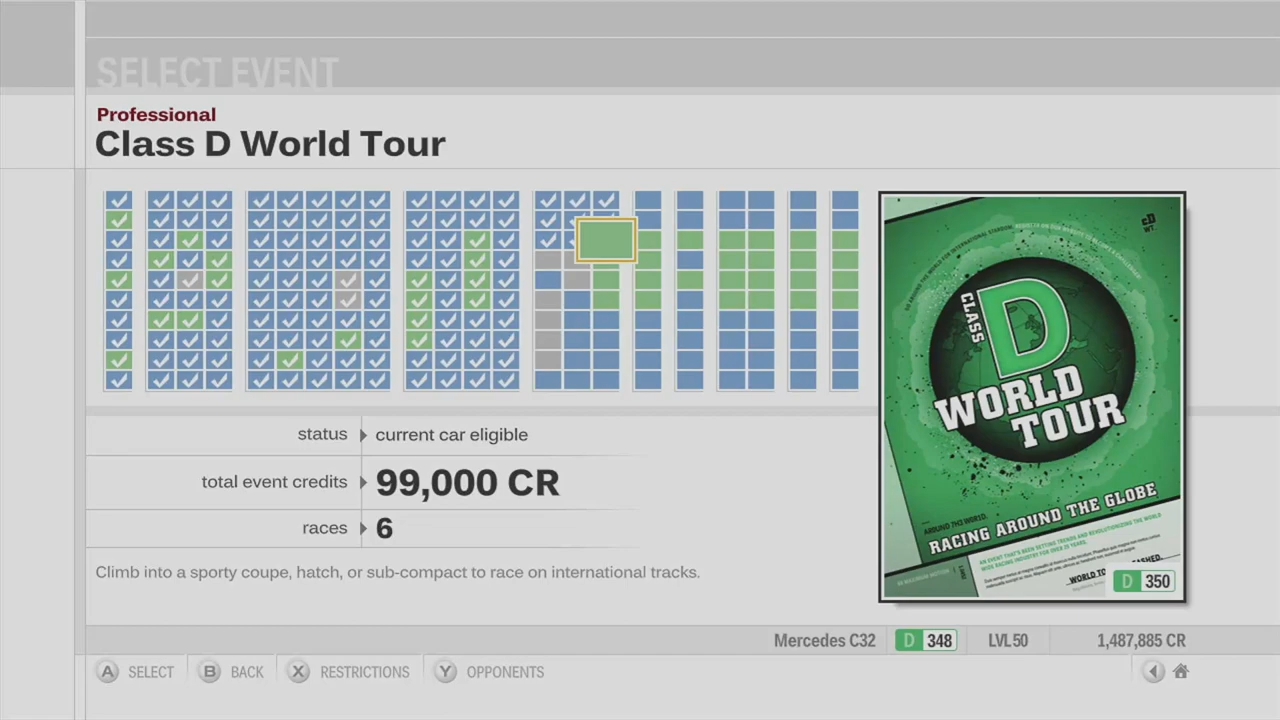 SELECT EVENT
Professional
Class D World Tour
CLASS
D
WORLD
TOUR
RACING AROUND THE GLOBE
D 350
status current car eligible
total event credits 99,000 CR
races 6
Climb into a sporty coupe, hatch, or sub-compact to race on international tracks.
Mercedes C32 D 348 LVL50 1,487,885 CR
A SELECT B BACK X RESTRICTIONS Y OPPONENTS